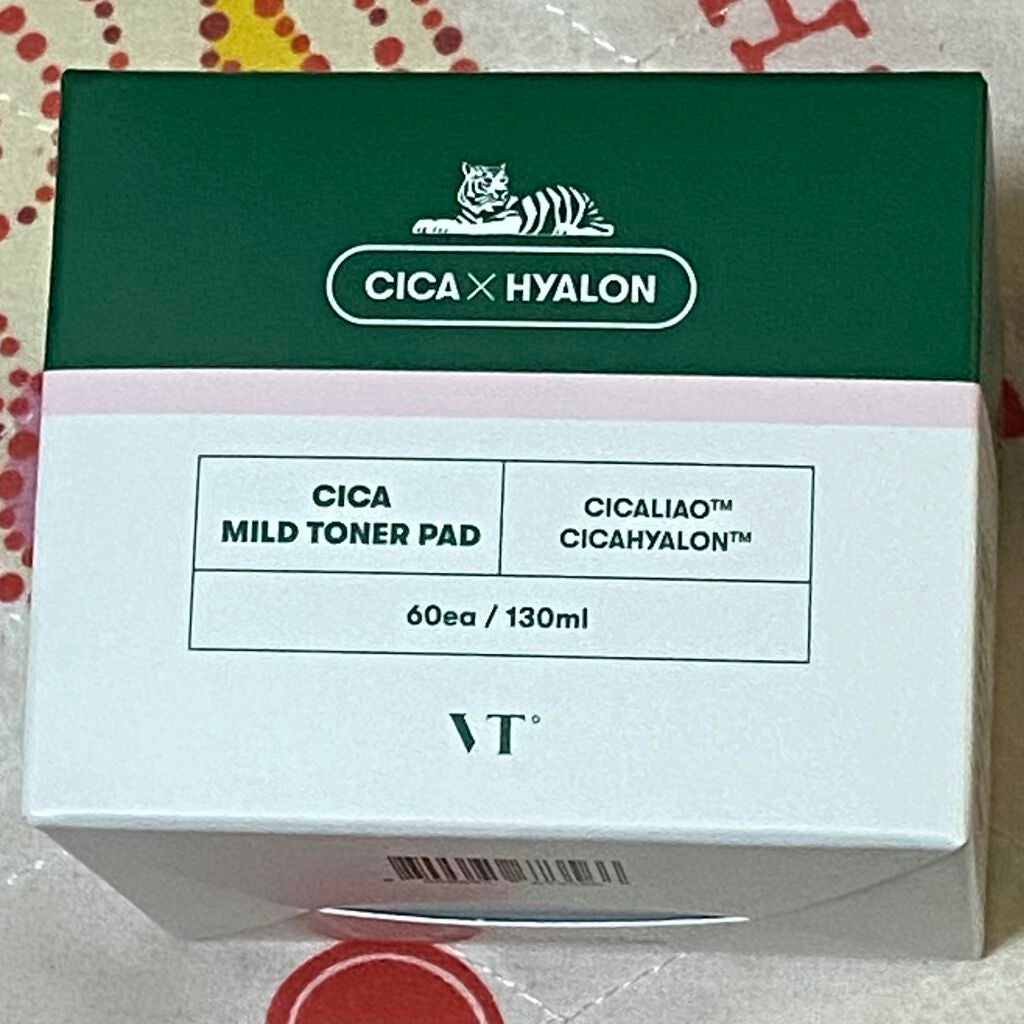 CICA×HYALON
CICA
MILD TONER PAD
CICALIAO™
CICAHYALON™
60ea / 130ml
VT°